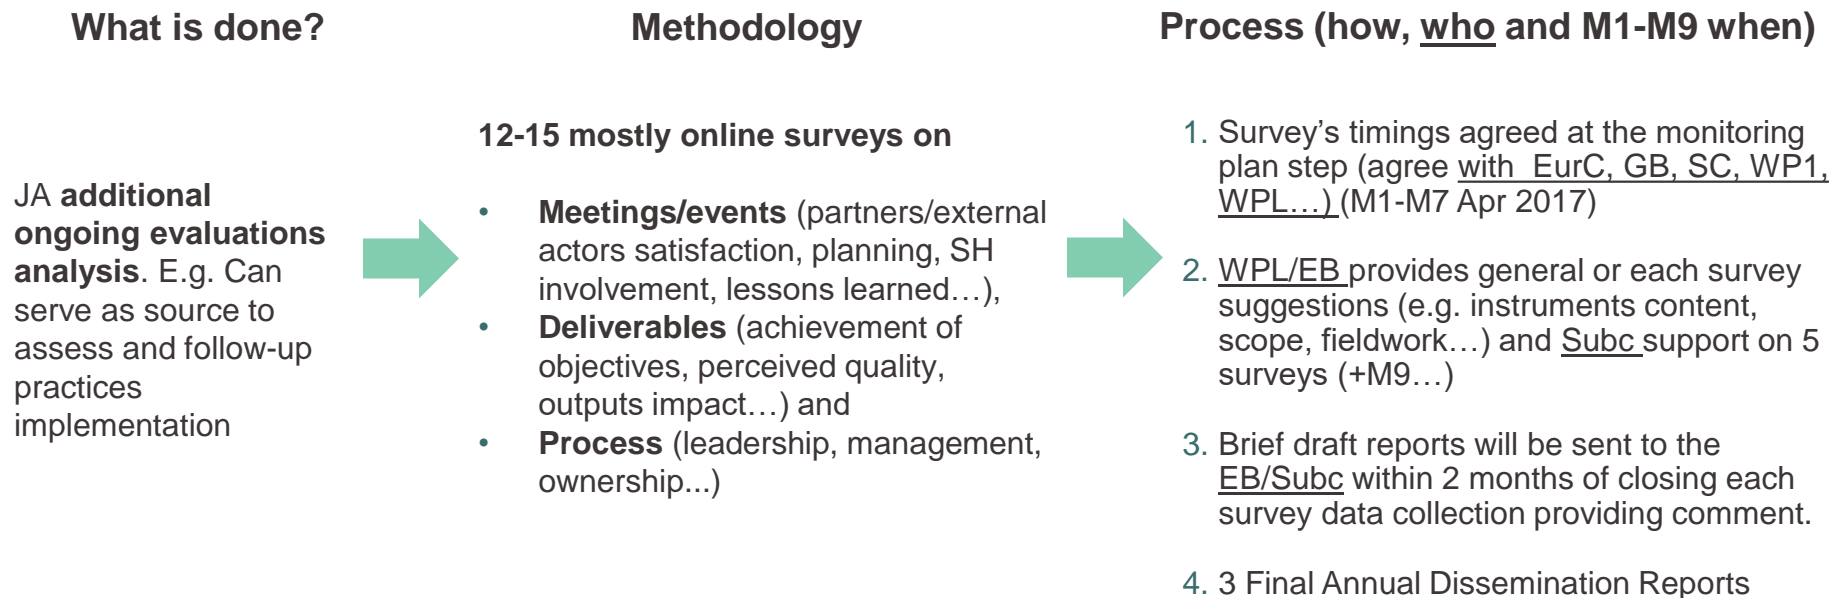 What is done?
Methodology
Process (how, who and M1-M9 when)
JA additional
ongoing evaluations
analysis. E.g. Can
serve as source to
assess and follow-up
practices
implementation
12-15 mostly online surveys on
• Meetings/events (partners/external
actors satisfaction, planning, SH
involvement, lessons learned…),
• Deliverables (achievement of
objectives, perceived quality,
outputs impact…) and
• Process (leadership, management,
ownership...)
1. Survey’s timings agreed at the monitoring
plan step (agree with EurC, GB, SC, WP1,
WPL…) (M1-M7 Apr 2017)
2. WPL/EB provides general or each survey
suggestions (e.g. instruments content,
scope, fieldwork…) and Subc support on 5
surveys (+M9…)
3. Brief draft reports will be sent to the
EB/Subc within 2 months of closing each
survey data collection providing comment.
4. 3 Final Annual Dissemination Reports